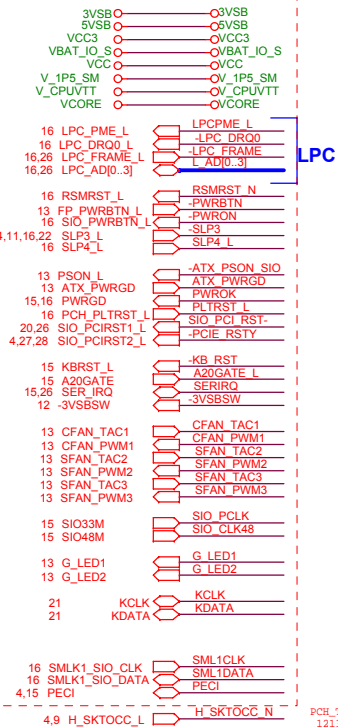 3VSB 3VSB
5VSB 5VSB
VCC3 VCC3
VBAT_IO_S VBAT_IO_S
VCC VCC
V_1P5_SM V_1P5_SM
V_CPUVTT V_CPUVTT
VCORE VCORE
16 LPC_PME_L LPCPME_L
16 LPC_DRQ0_L -LPC_DRQ0
16,26 LPC_FRAME_L -LPC_FRAME
16,26 LPC_AD[0..3] L_AD[0..3]
LPC
16 RSMRST_L RSMRST_N
13 FP_PWRBTN_L -PWRBTN
16 SIO_PWRBTN_L -PWRON
4,11,16,22 SLP3_L -SLP3
16 SLP4_L SLP4_L
13 PSON_L -ATX_PSON_SIO
13 ATX_PWRGD ATX_PWRGD
15,16 PWRGD PWROK
16 PCH_PLTRST_L PLTRST_L
20,26 SIO_PCIRST1_L SIO_PCI_RST-
4,27,28 SIO_PCIRST2_L -PCIE_RSTY
15 KBRST_L -KB_RST
15 A20GATE A20GATE_L
15,26 SER_IRQ SERIRQ
12 -3VSBSW -3VSBSW
13 CFAN_TAC1 CFAN_TAC1
13 CFAN_PWM1 CFAN_PWM1
13 SFAN_TAC2 SFAN_TAC2
13 SFAN_PWM2 SFAN_PWM2
13 SFAN_TAC3 SFAN_TAC3
13 SFAN_PWM3 SFAN_PWM3
15 SIO33M SIO_PCLK
15 SIO48M SIO_CLK48
13 G_LED1 G_LED1
13 G_LED2 G_LED2
21 KCLK KCLK
21 KDATA KDATA
16 SMLK1_SIO_CLK SML1CLK
16 SMLK1_SIO_DATA SML1DATA
4,15 PECI PECI
4,9 H_SKTOCC_L H_SKTOCC_N